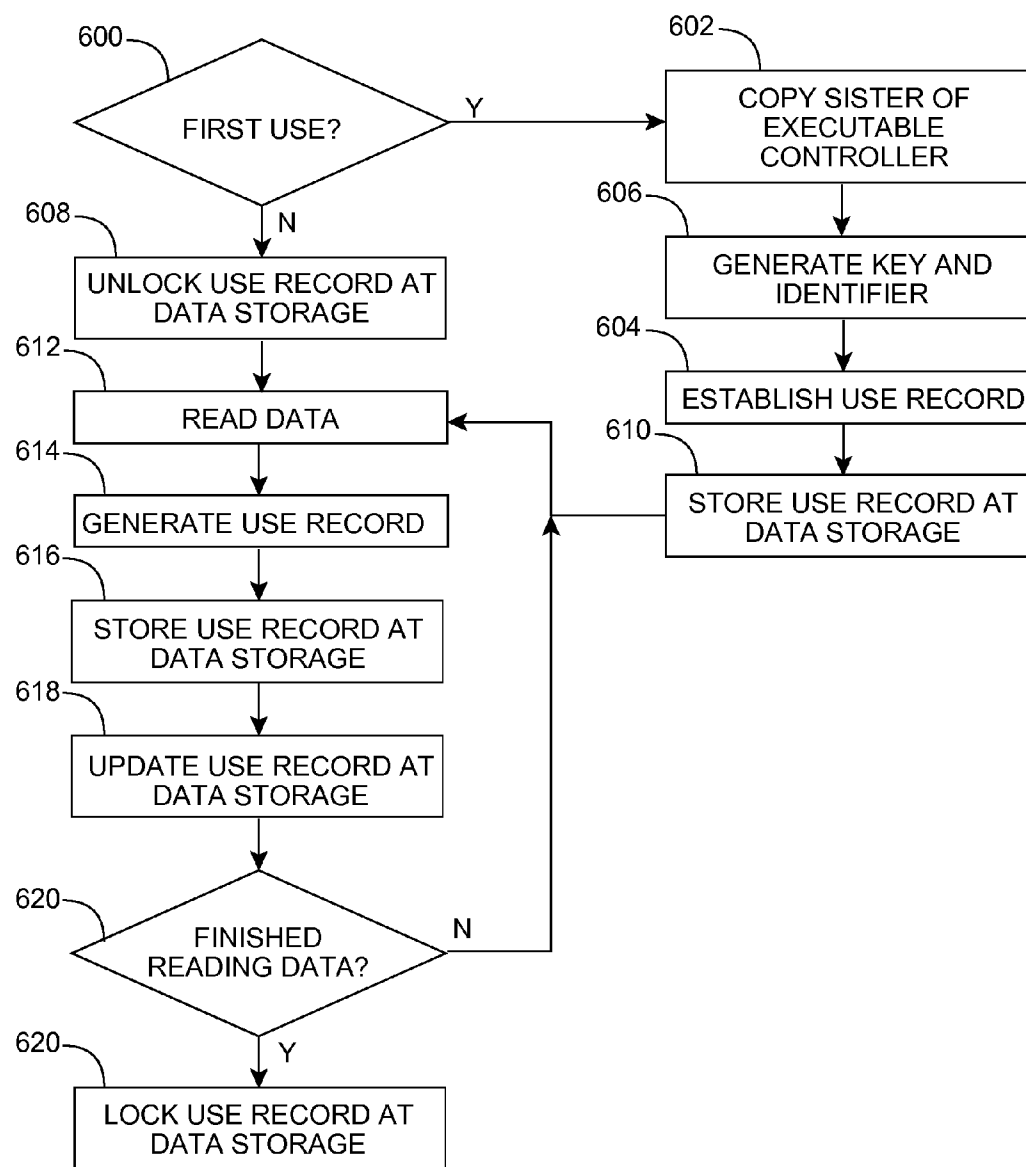 600
FIRST USE?
Y
N
602
COPY SISTER OF
EXECUTABLE
CONTROLLER
606
GENERATE KEY AND
IDENTIFIER
604
ESTABLISH USE RECORD
610
STORE USE RECORD AT
DATA STORAGE
608
UNLOCK USE RECORD AT
DATA STORAGE
612
READ DATA
614
GENERATE USE RECORD
616
STORE USE RECORD AT
DATA STORAGE
618
UPDATE USE RECORD AT
DATA STORAGE
620
FINISHED
READING DATA?
N
Y
620
LOCK USE RECORD AT
DATA STORAGE